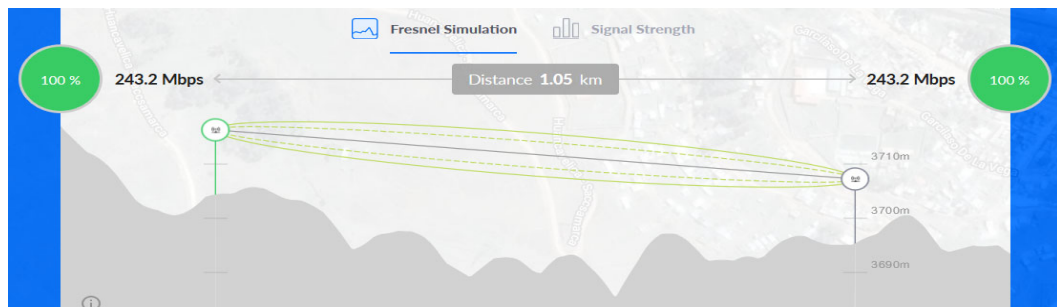 Fresnel Simulation
Signal Strength
100 %
243.2 Mbps
Distance 1.05 km
243.2 Mbps
100 %
3710m
3700m
3690m